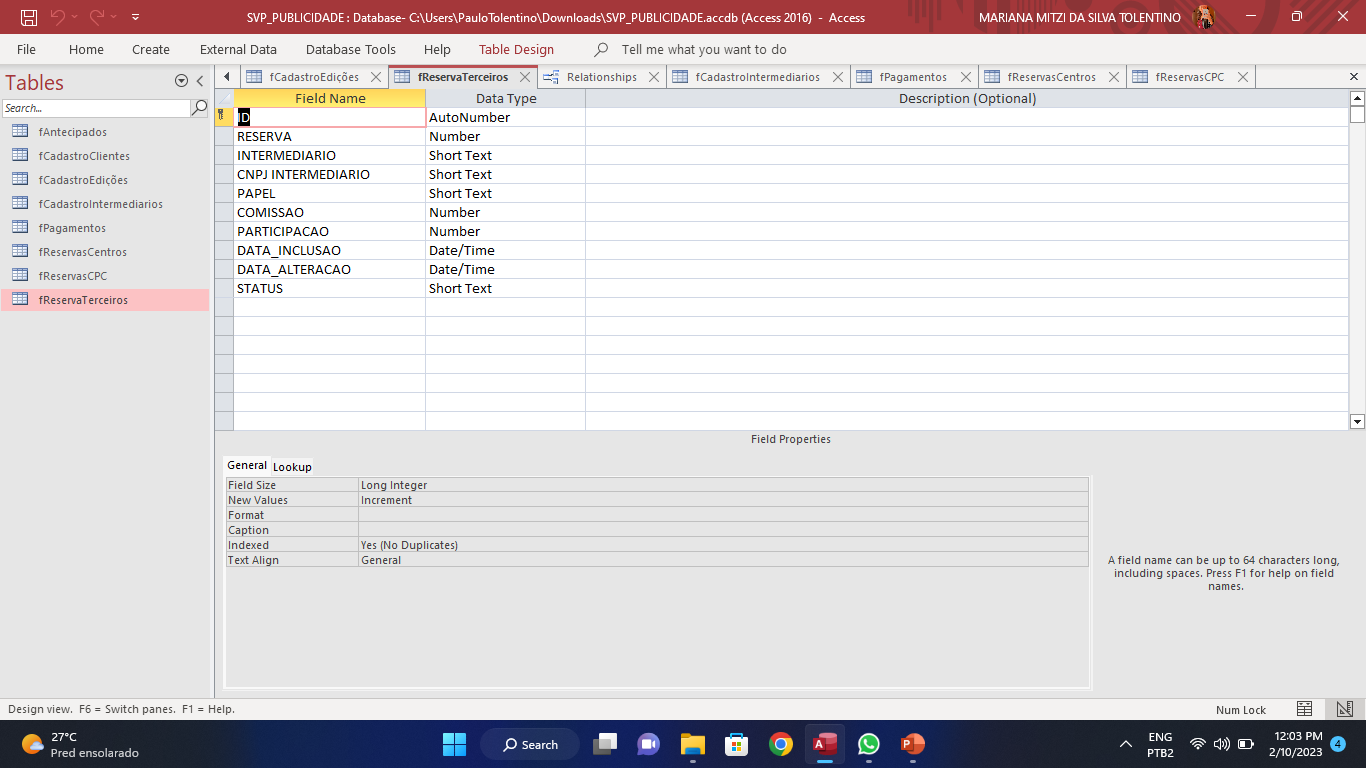 SVP_PUBLICIDADE : Database- C:\Users\PauloTolentino\Downloads\SVP_PUBLICIDADE.accdb (Access 2016) - Access
MARIANA MITZI DA SILVA TOLENTINO
File Home Create External Data Database Tools Help Table Design Tell me what you want to do
Tables
Search...
fAntecipados
fCadastroClientes
fCadastroEdições
fCadastroIntermediarios
fPagamentos
fReservasCentros
fReservasCPC
fReservaTerceiros
fCadastroEdições fReservaTerceiros Relationships fCadastroIntermediarios fPagamentos fReservasCentros fReservasCPC
Field Name Data Type Description (Optional)
ID AutoNumber
RESERVA Number
INTERMEDIARIO Short Text
CNPJ INTERMEDIARIO Short Text
PAPEL Short Text
COMISSAO Number
PARTICIPACAO Number
DATA_INCLUSAO Date/Time
DATA_ALTERACAO Date/Time
STATUS Short Text
Field Properties
General Lookup
Field Size Long Integer
New Values Increment
Format
Caption
Indexed Yes (No Duplicates)
Text Align General
A field name can be up to 64 characters long,
including spaces. Press F1 for help on field
names.
Design view. F6 = Switch panes. F1 = Help.
Num Lock
27°C
Pred ensolarado
Search
ENG
PTB2
12:03 PM
2/10/2023
4